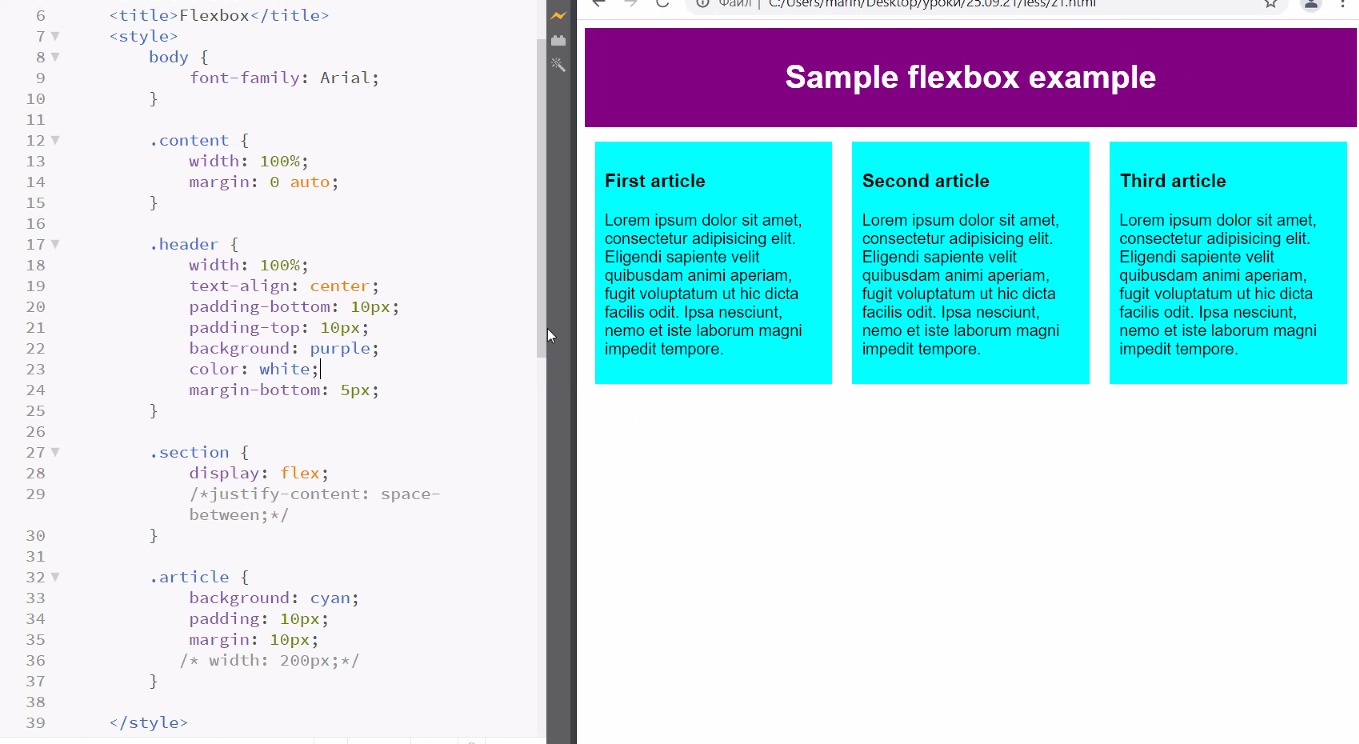 6 <title>Flexbox</title>
7 <style>
8 body {
9 font-family: Arial;
10 }
11
12 .content {
13 width: 100%;
14 margin: 0 auto;
15 }
16
17 .header {
18 width: 100%;
19 text-align: center;
20 padding-bottom: 10px;
21 padding-top: 10px;
22 background: purple;
23 color: white;
24 margin-bottom: 5px;
25 }
26
27 .section {
28 display: flex;
29 /*justify-content: space-
between;*/
30 }
31
32 .article {
33 background: cyan;
34 padding: 10px;
35 margin: 10px;
36 /* width: 200px;*/
37 }
38
39 </style>
Файл | C:/Users/marin/Desktop/уроки/25.09.21/less/21.html
Sample flexbox example
First article
Lorem ipsum dolor sit amet,
consectetur adipisicing elit.
Eligendi sapiente velit
quibusdam animi aperiam,
fugit voluptatum ut hic dicta
facilis odit. Ipsa nesciunt,
nemo et iste laborum magni
impedit tempore.
Second article
Lorem ipsum dolor sit amet,
consectetur adipisicing elit.
Eligendi sapiente velit
quibusdam animi aperiam,
fugit voluptatum ut hic dicta
facilis odit. Ipsa nesciunt,
nemo et iste laborum magni
impedit tempore.
Third article
Lorem ipsum dolor sit amet,
consectetur adipisicing elit.
Eligendi sapiente velit
quibusdam animi aperiam,
fugit voluptatum ut hic dicta
facilis odit. Ipsa nesciunt,
nemo et iste laborum magni
impedit tempore.